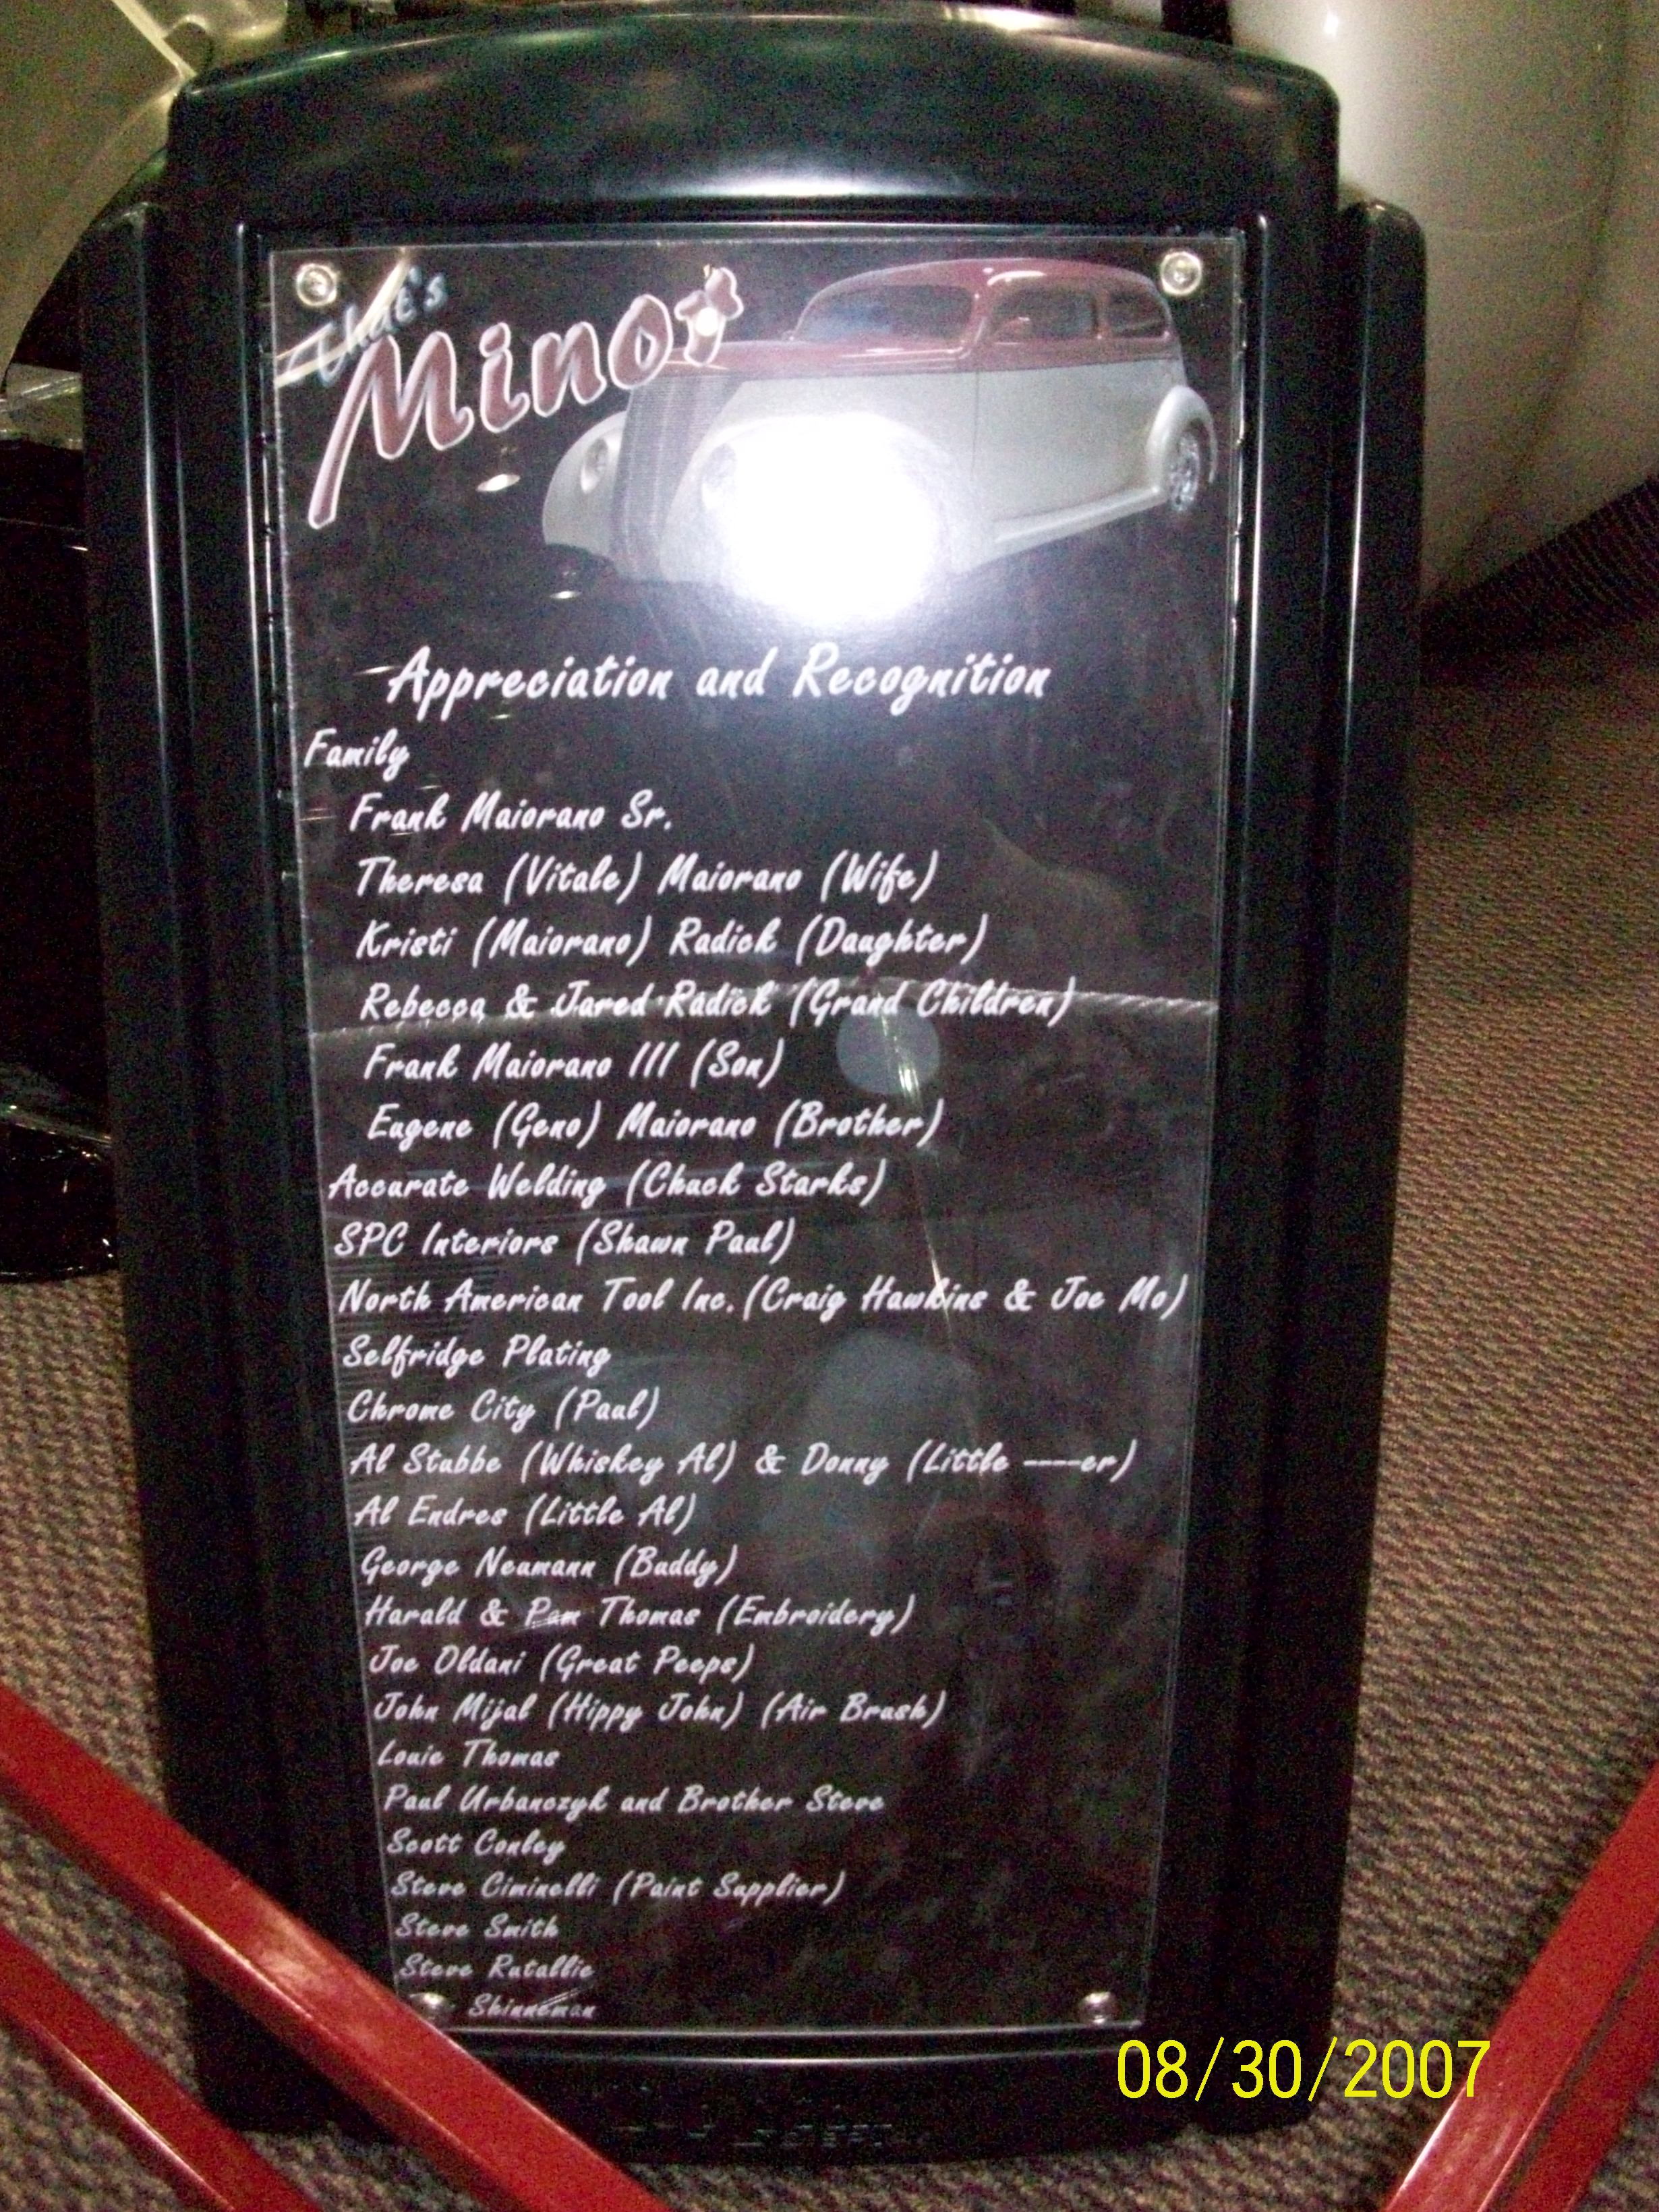 That's
Mino
Appreciation and Recognition
Family
Frank Maiorano Sr.
Theresa (Vitale) Maiorano (Wife)
Kristi (Maiorano) Radick (Daughter)
Rebecca & Jared Radick (Grand Children)
Frank Maiorano III (Son)
Eugene (Geno) Maiorano (Brother)
Accurate Welding (Chuck Starks)
SPC Interiors (Shawn Paul)
North American Tool Inc. (Craig Hawkins & Joe Mo)
Selfridge Plating
Chrome City (Paul)
Al Stubbe (Whiskey Al) & Donny (Little ----er)
Al Endres (Little Al)
George Neumann (Buddy)
Harald & Pam Thomas (Embroidery)
Joe Oldani (Great Peeps)
John Mijal (Hippy John) (Air Brush)
Louie Thomas
Paul Urbanczyk and Brother Steve
Scott Conley
Steve Ciminelli (Paint Supplier)
Steve Smith
Steve Rutallie
Shinneman
08/30/2007